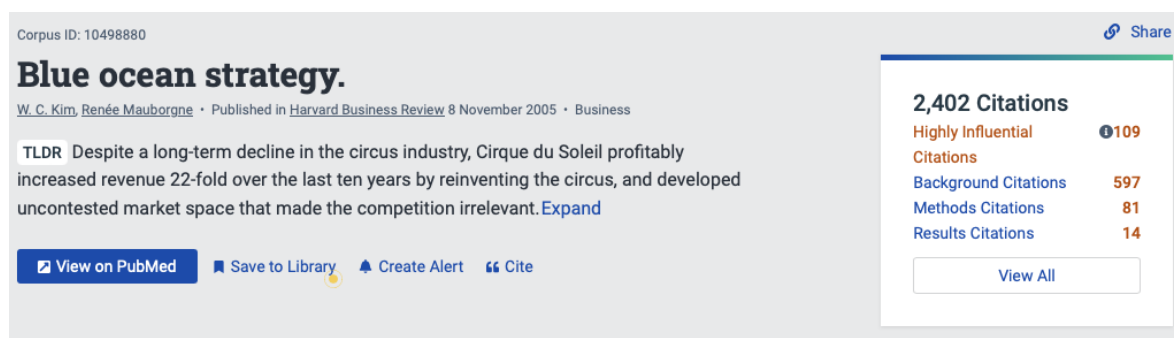 Corpus ID: 10498880
Share
Blue ocean strategy.
W. C. Kim, Renée Mauborgne • Published in Harvard Business Review 8 November 2005 • Business
TLDR Despite a long-term decline in the circus industry, Cirque du Soleil profitably
increased revenue 22-fold over the last ten years by reinventing the circus, and developed
uncontested market space that made the competition irrelevant. Expand
View on PubMed Save to Library Create Alert Cite
2,402 Citations
Highly Influential 109
Citations
Background Citations 597
Methods Citations 81
Results Citations 14
View All